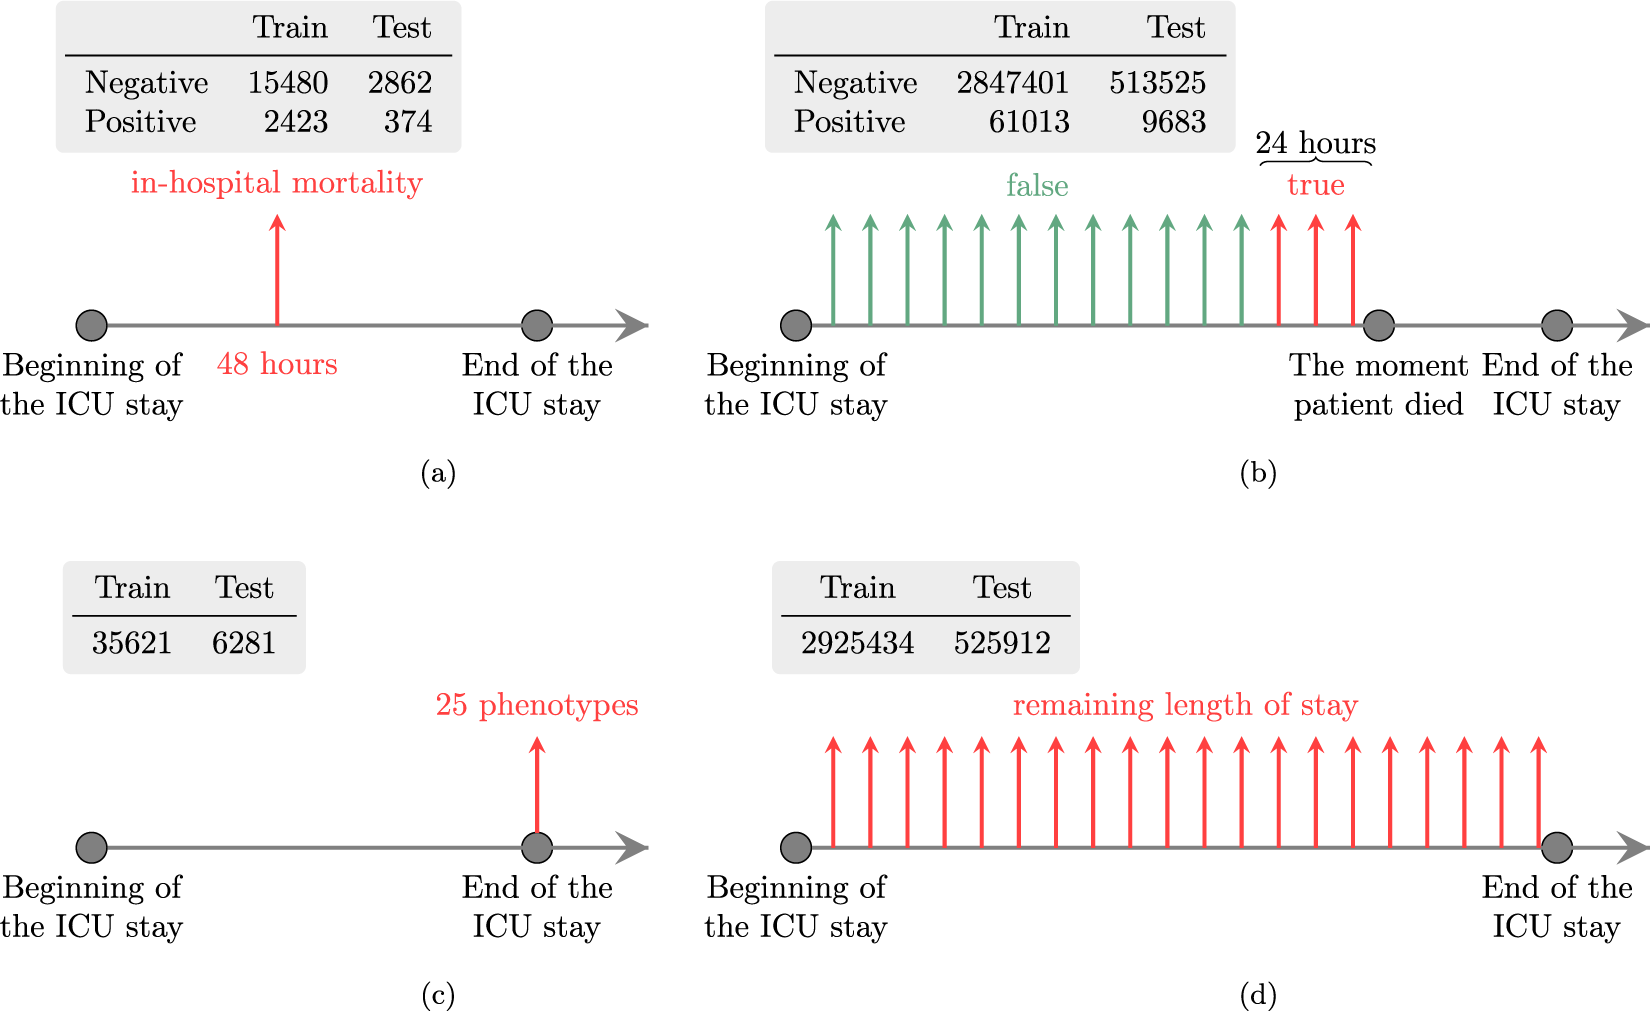 Train Test
Negative 15480 2862
Positive 2423 374
in-hospital mortality
48 hours
Beginning of
the ICU stay
End of the
ICU stay
(a)
Train Test
Negative 2847401 513525
Positive 61013 9683
24 hours
false
true
Beginning of
the ICU stay
The moment
patient died
End of the
ICU stay
(b)
Train Test
35621 6281
25 phenotypes
Beginning of
the ICU stay
End of the
ICU stay
(c)
Train Test
2925434 525912
remaining length of stay
Beginning of
the ICU stay
End of the
ICU stay
(d)